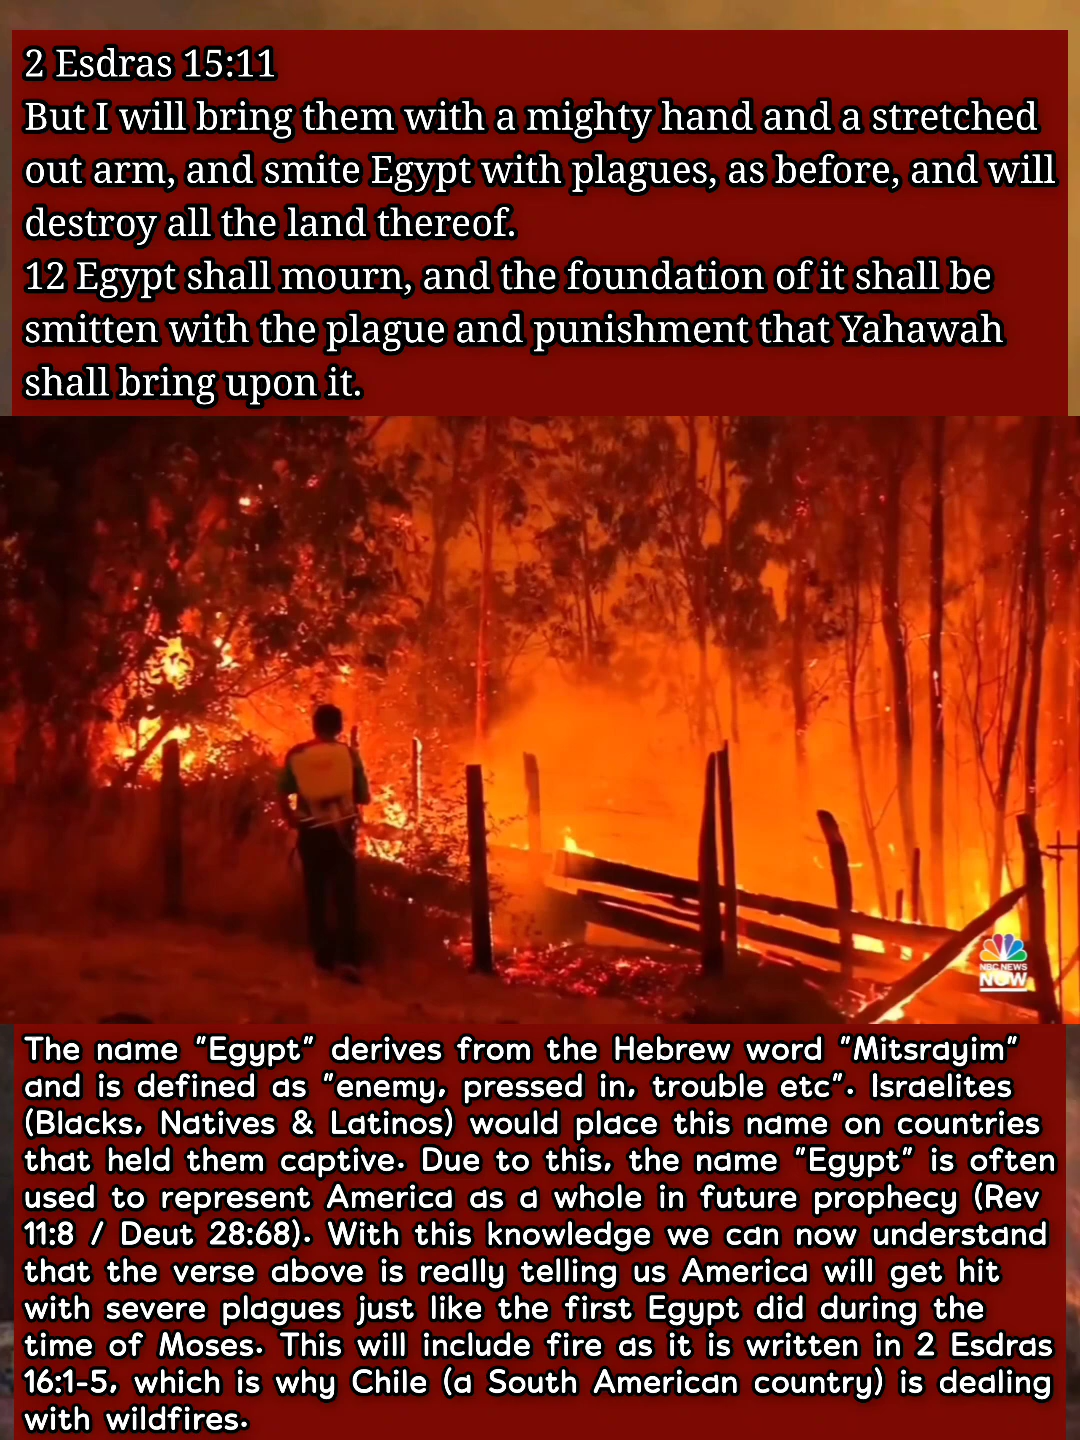 2 Esdras 15:11
But I will bring them with a mighty hand and a stretched
out arm, and smite Egypt with plagues, as before, and will
destroy all the land thereof.
12 Egypt shall mourn, and the foundation of it shall be
smitten with the plague and punishment that Yahawah
shall bring upon it.
NBC NEWS
NOW
The name "Egypt" derives from the Hebrew word "Mitsrayim"
and is defined as "enemy, pressed in, trouble etc". Israelites
(Blacks, Natives & Latinos) would place this name on countries
that held them captive. Due to this, the name "Egypt" is often
used to represent America as a whole in future prophecy (Rev
11:8 / Deut 28:68). With this knowledge we can now understand
that the verse above is really telling us America will get hit
with severe plagues just like the first Egypt did during the
time of Moses. This will include fire as it is written in 2 Esdras
16:1-5, which is why Chile (a South American country) is dealing
with wildfires.